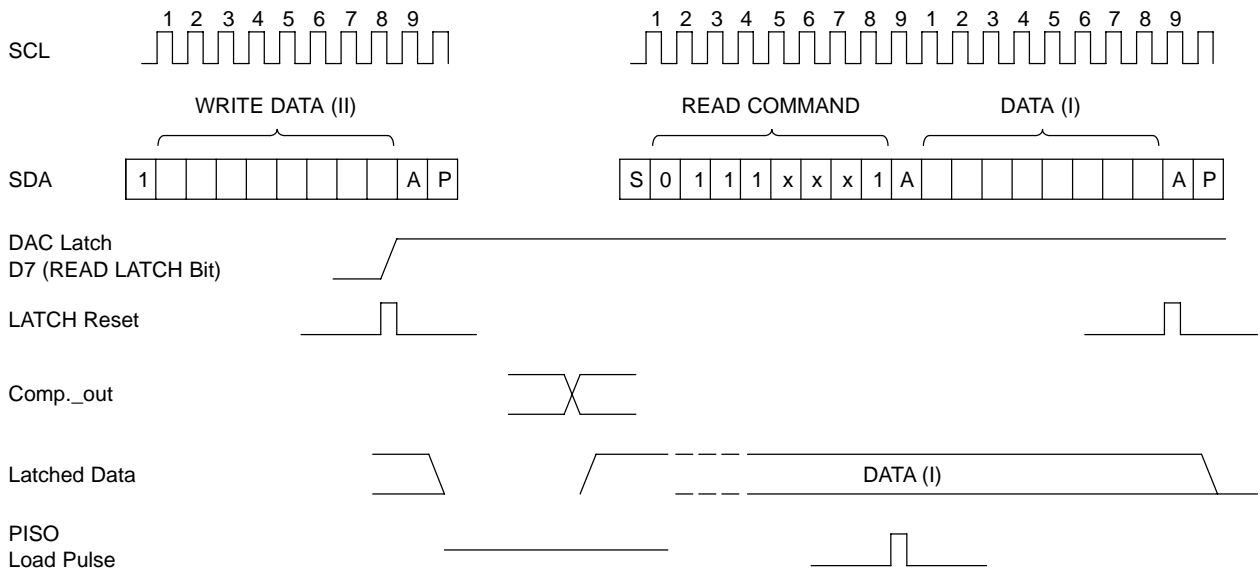 1 2 3 4 5 6 7 8 9 1 2 3 4 5 6 7 8 9 1 2 3 4 5 6 7 8 9
SCL
WRITE DATA (II) READ COMMAND DATA (I)
SDA 1 A P S 0 1 1 1 x x x 1 A A P
DAC Latch
D7 (READ LATCH Bit)
LATCH Reset
Comp._out
Latched Data DATA (I)
PISO
Load Pulse